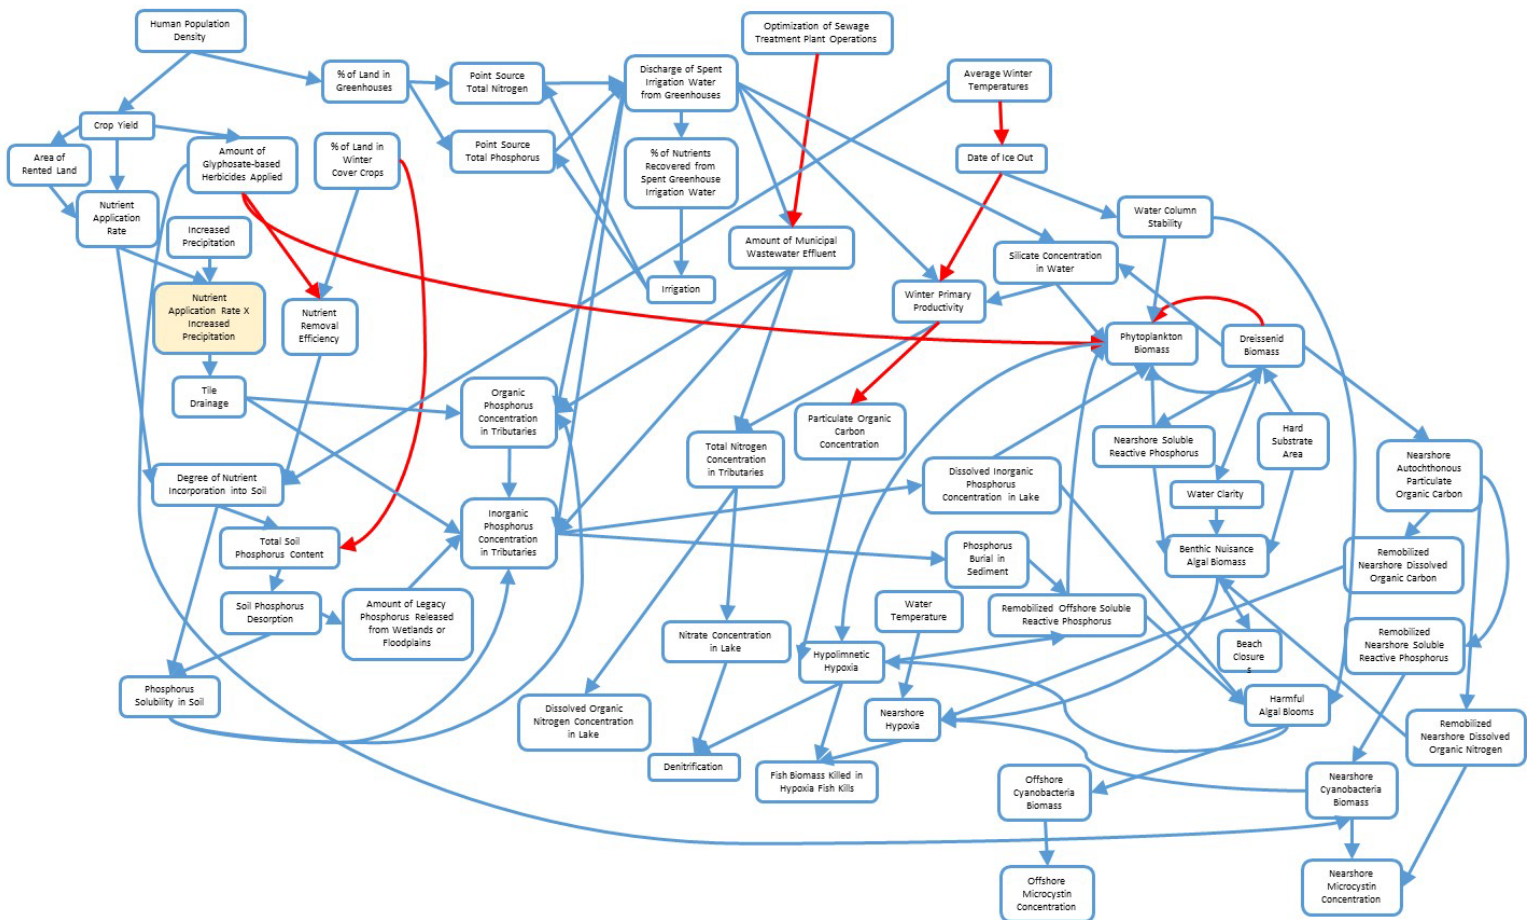 Human Population
Density
Optimization of Sewage
Treatment Plant Operations
% of Land in
Greenhouses
Point Source
Total Nitrogen
Discharge of Spent
Irrigation Water
from Greenhouses
Average Winter
Temperatures
Crop Yield
Area of
Rented Land
Amount of
Glyphosate-based
Herbicides Applied
% of Land in
Winter
Cover Crops
Point Source
Total Phosphorus
% of Nutrients
Recovered from
Spent Greenhouse
Irrigation Water
Date of Ice Out
Nutrient
Application
Rate
Increased
Precipitation
Amount of Municipal
Wastewater Effluent
Water Column
Stability
Silicate Concentration
in Water
Irrigation
Winter Primary
Productivity
Nutrient
Application Rate X
Increased
Precipitation
Nutrient
Removal
Efficiency
Phytoplankton
Biomass
Dreissenid
Biomass
Tile
Drainage
Organic
Phosphorus
Concentration
in Tributaries
Particulate Organic
Carbon
Concentration
Total Nitrogen
Concentration
in Tributaries
Nearshore Soluble
Reactive Phosphorus
Hard
Substrate
Area
Nearshore
Autochthonous
Particulate
Organic Carbon
Degree of Nutrient
Incorporation into Soil
Dissolved Inorganic
Phosphorus
Concentration in Lake
Water Clarity
Inorganic
Phosphorus
Concentration
in Tributaries
Total Soil
Phosphorus Content
Phosphorus
Burial in
Sediment
Benthic Nuisance
Algal Biomass
Remobilized
Nearshore Dissolved
Organic Carbon
Soil Phosphorus
Desorption
Amount of Legacy
Phosphorus Released
from Wetlands or
Floodplains
Water
Temperature
Remobilized Offshore Soluble
Reactive Phosphorus
Nitrate Concentration
in Lake
Hypolimnetic
Hypoxia
Beach
Closure
s
Remobilized
Nearshore Soluble
Reactive Phosphorus
Phosphorus
Solubility in Soil
Dissolved Organic
Nitrogen Concentration
in Lake
Nearshore
Hypoxia
Harmful
Algal Blooms
Remobilized
Nearshore Dissolved
Organic Nitrogen
Denitrification
Fish Biomass Killed in
Hypoxia Fish Kills
Offshore
Cyanobacteria
Biomass
Nearshore
Cyanobacteria
Biomass
Offshore
Microcystin
Concentration
Nearshore
Microcystin
Concentration